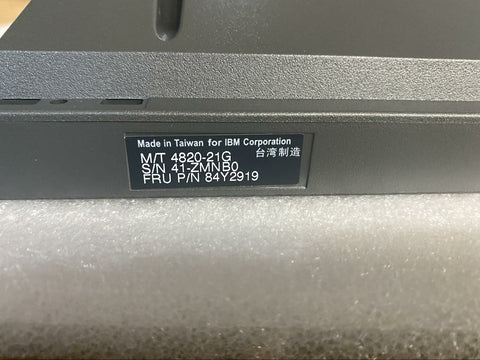 Made in Taiwan for IBM Corporation
台湾制造
M/T 4820-21G
S/N 41-ZMNB0
FRU P/N 84Y2919